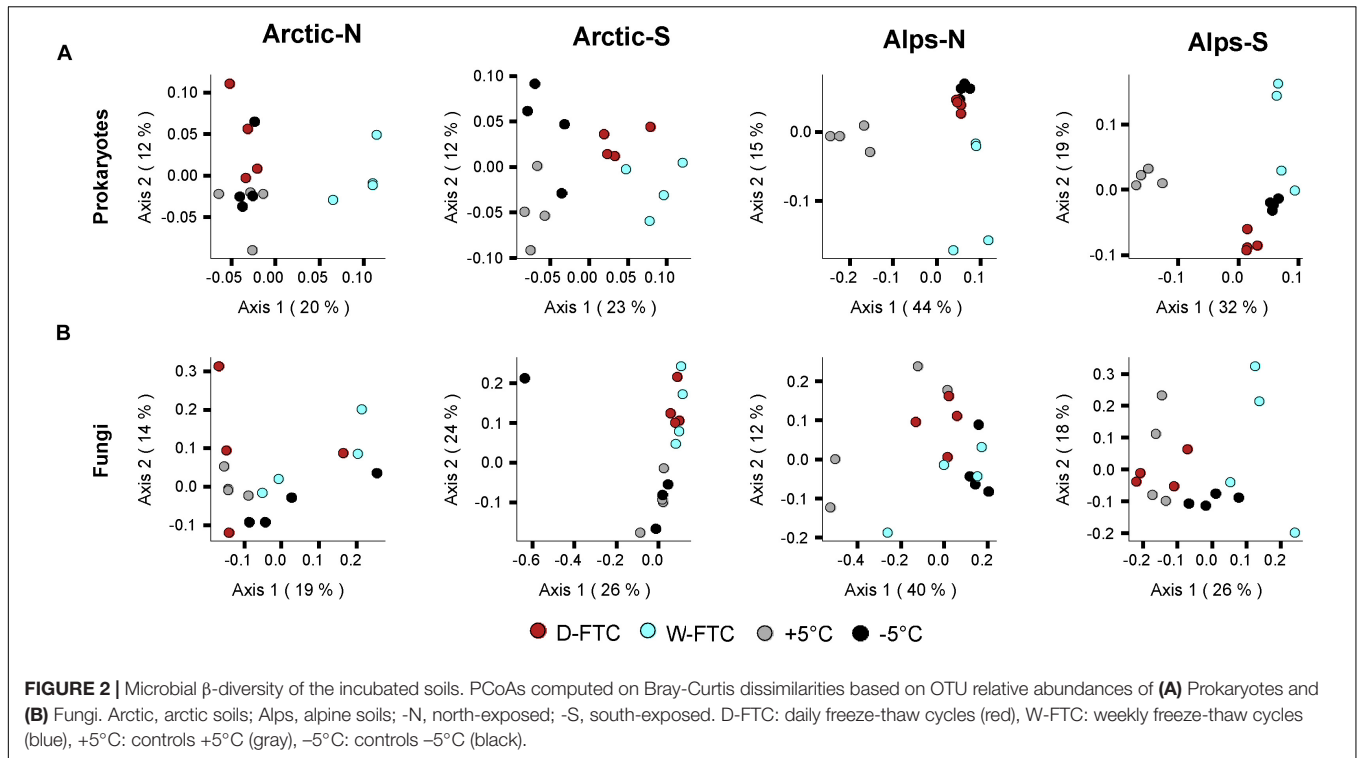 Arctic-N Arctic-S Alps-N Alps-S
A
Prokaryotes
Axis 2 ( 12 % )
0.10
0.05
0.00
-0.05
-0.05 0.00 0.05 0.10
Axis 1 ( 20 % )
Axis 2 ( 12 % )
0.10
0.05
0.00
-0.05
-0.10
-0.05 0.00 0.05 0.10
Axis 1 ( 23 % )
Axis 2 ( 15 % )
0.0
-0.1
-0.2 -0.1 0.0 0.1
Axis 1 ( 44 % )
Axis 2 ( 19 % )
0.1
0.0
-0.1
-0.1 0.0 0.1
Axis 1 ( 32 % )
B
Fungi
Axis 2 ( 14 % )
0.3
0.2
0.1
0.0
-0.1
-0.1 0.0 0.1 0.2
Axis 1 ( 19 % )
Axis 2 ( 24 % )
0.2
0.0
-0.1
-0.6 -0.4 -0.2 0.0
Axis 1 ( 26 % )
Axis 2 ( 12 % )
0.2
0.0
-0.1
-0.2
-0.4 -0.2 0.0 0.2
Axis 1 ( 40 % )
Axis 2 ( 18 % )
0.3
0.2
0.1
0.0
-0.1
-0.2
-0.2 -0.1 0.0 0.1 0.2
Axis 1 ( 26 % )
D-FTC W-FTC +5°C -5°C
FIGURE 2 | Microbial β-diversity of the incubated soils. PCoAs computed on Bray-Curtis dissimilarities based on OTU relative abundances of (A) Prokaryotes and
(B) Fungi. Arctic, arctic soils; Alps, alpine soils; -N, north-exposed; -S, south-exposed. D-FTC: daily freeze-thaw cycles (red), W-FTC: weekly freeze-thaw cycles
(blue), +5°C: controls +5°C (gray), –5°C: controls –5°C (black).